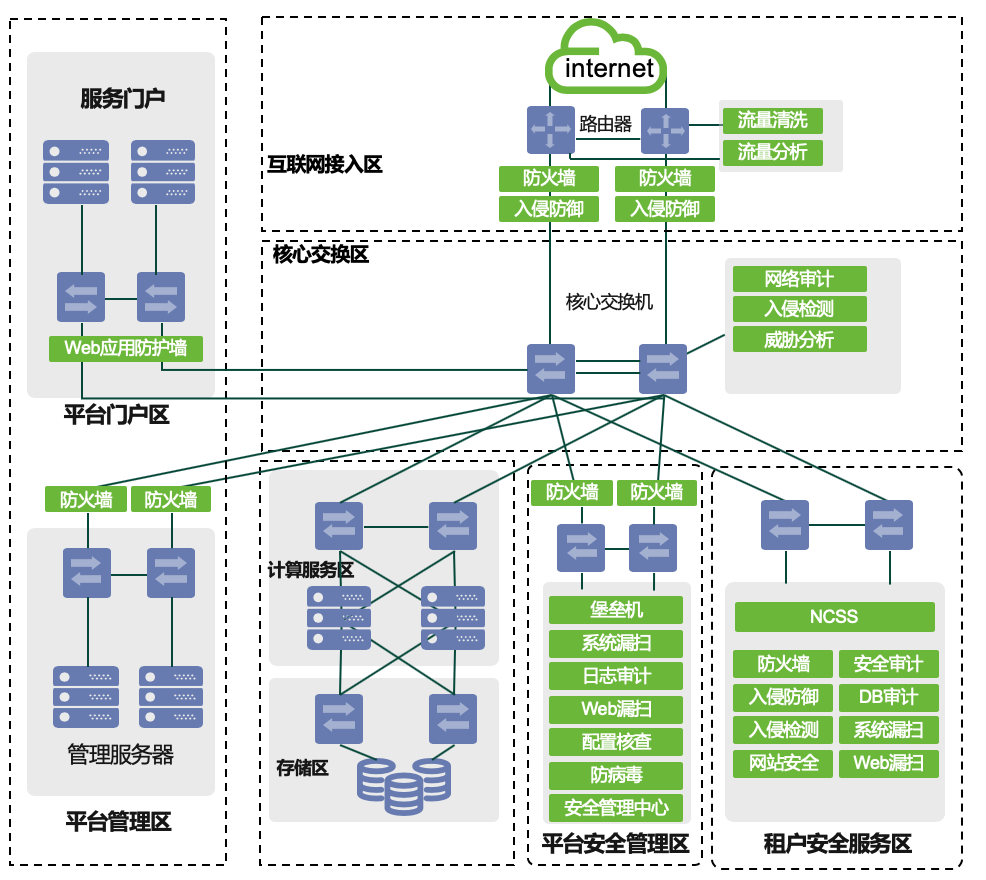 服务门户
Web应用防护墙
平台门户区
防火墙
防火墙
管理服务器
平台管理区
internet
路由器
流量清洗
流量分析
互联网接入区
防火墙
防火墙
入侵防御
入侵防御
核心交换区
核心交换机
网络审计
入侵检测
威胁分析
计算服务区
存储区
防火墙
防火墙
堡垒机
系统漏扫
日志审计
Web漏扫
配置核查
防病毒
安全管理中心
平台安全管理区
NCSS
防火墙
安全审计
入侵防御
DB审计
入侵检测
系统漏扫
网站安全
Web漏扫
租户安全服务区